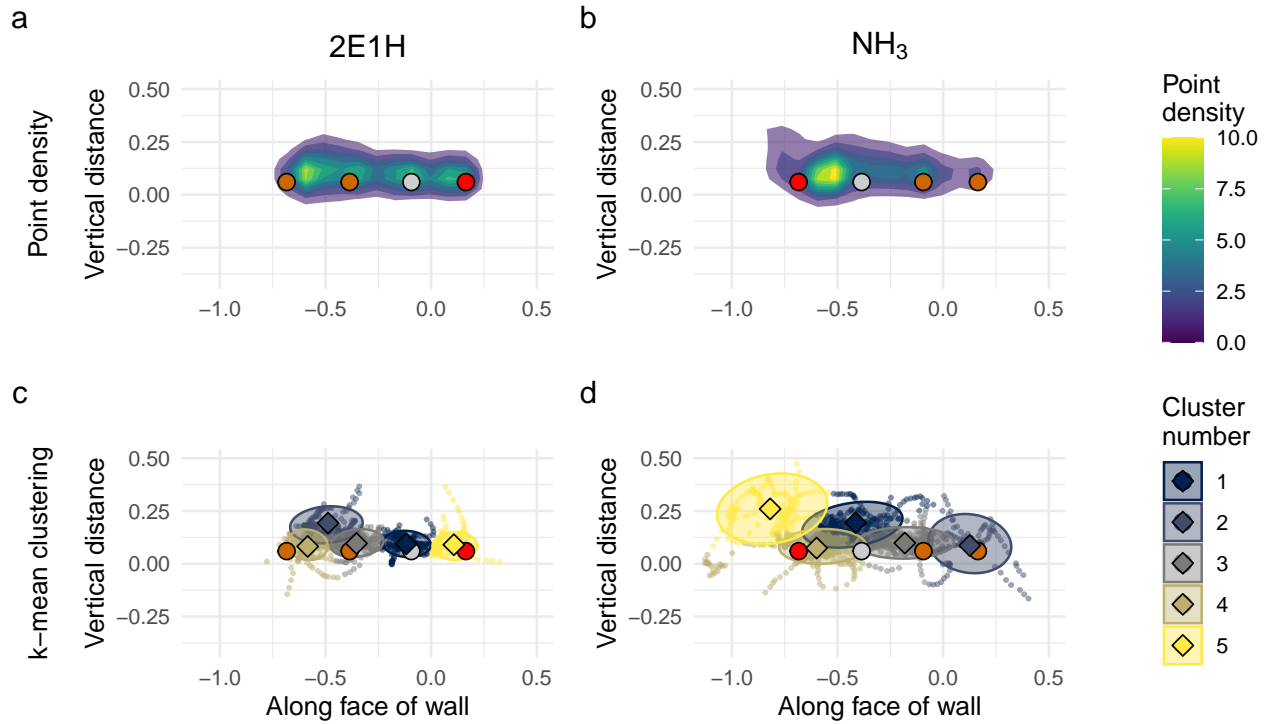 a
b
2E1H
NH₃
Point density
Vertical distance
0.50
0.25
0.00
−0.25
−1.0
−0.5
0.0
0.5
Vertical distance
0.50
0.25
0.00
−0.25
−1.0
−0.5
0.0
0.5
Point
density
10.0
7.5
5.0
2.5
0.0
c
d
k−mean clustering
Vertical distance
0.50
0.25
0.00
−0.25
−1.0
−0.5
0.0
0.5
Along face of wall
Vertical distance
0.50
0.25
0.00
−0.25
−1.0
−0.5
0.0
0.5
Along face of wall
Cluster
number
1
2
3
4
5